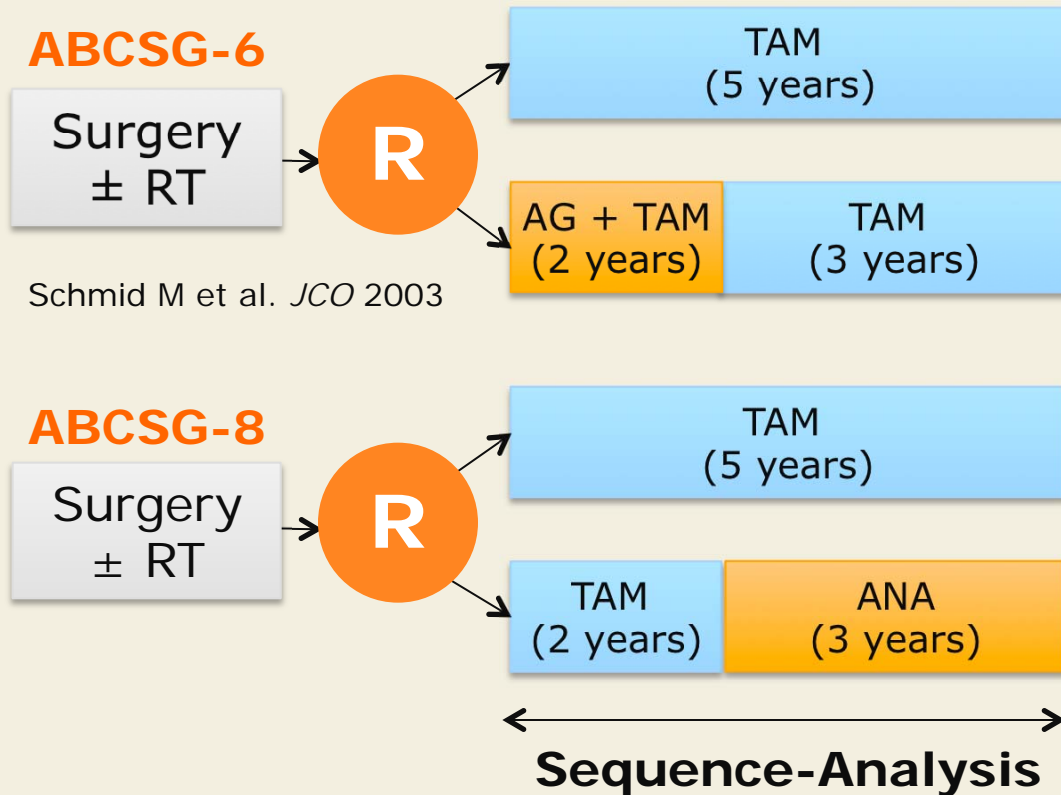 ABCSG-6
Surgery
± RT
R
TAM
(5 years)
AG + TAM
(2 years)
TAM
(3 years)
Schmid M et al. JCO 2003
ABCSG-8
Surgery
± RT
R
TAM
(5 years)
TAM
(2 years)
ANA
(3 years)
Sequence-Analysis